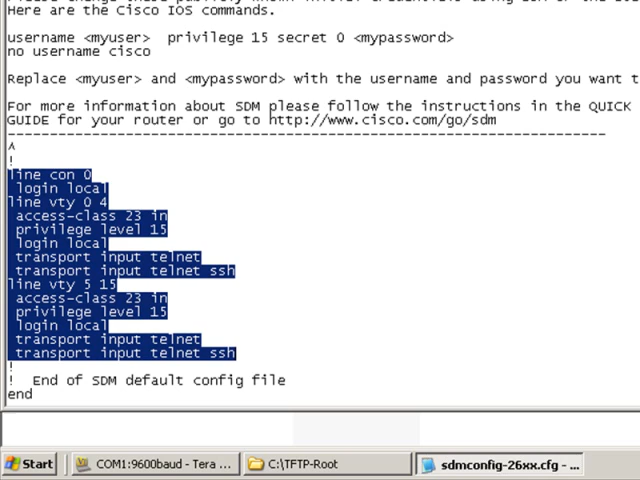 Here are the Cisco IOS commands.
username <myuser>  privilege 15 secret 0 <mypassword>
no username cisco
Replace <myuser> and <mypassword> with the username and password you want t
For more information about SDM please follow the instructions in the QUICK
GUIDE for your router or go to http://www.cisco.com/go/sdm
-----------------------------------------------------------------------
^
!
line con 0
 login local
line vty 0 4
 access-class 23 in
 privilege level 15
 login local
 transport input telnet
 transport input telnet ssh
line vty 5 15
 access-class 23 in
 privilege level 15
 login local
 transport input telnet
 transport input telnet ssh
!
!  End of SDM default config file
end
Start
COM1:9600baud - Tera ...
C:\TFTP-Root
sdmconfig-26xx.cfg - ...